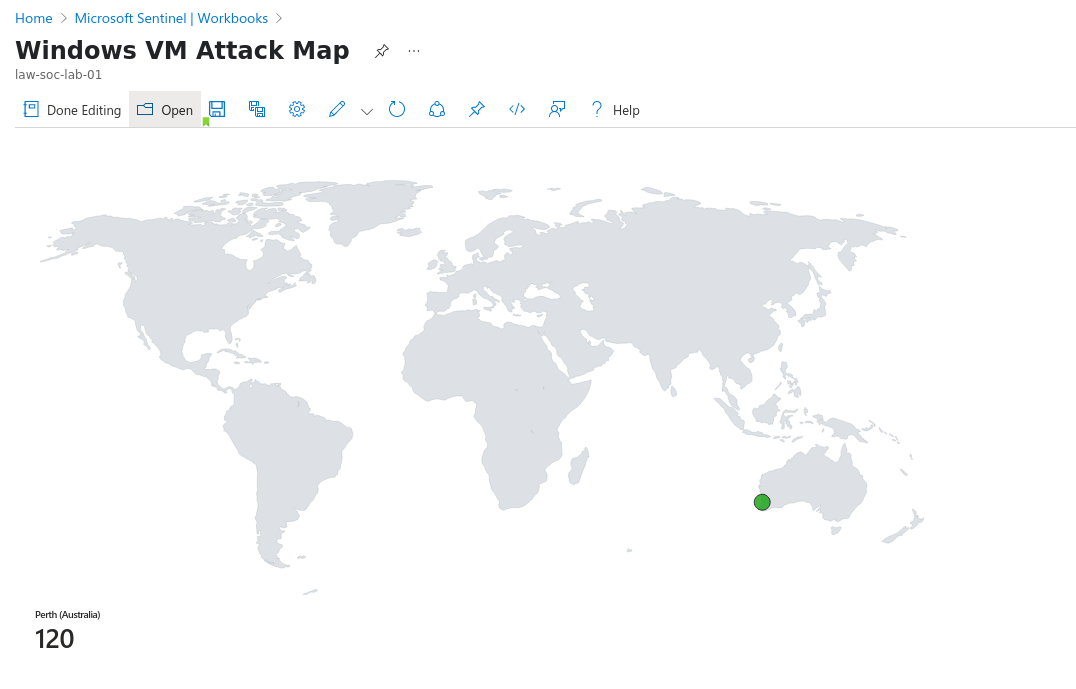 Home > Microsoft Sentinel | Workbooks >
Windows VM Attack Map ...
law-soc-lab-01
Done Editing Open ? Help
Perth (Australia)
120